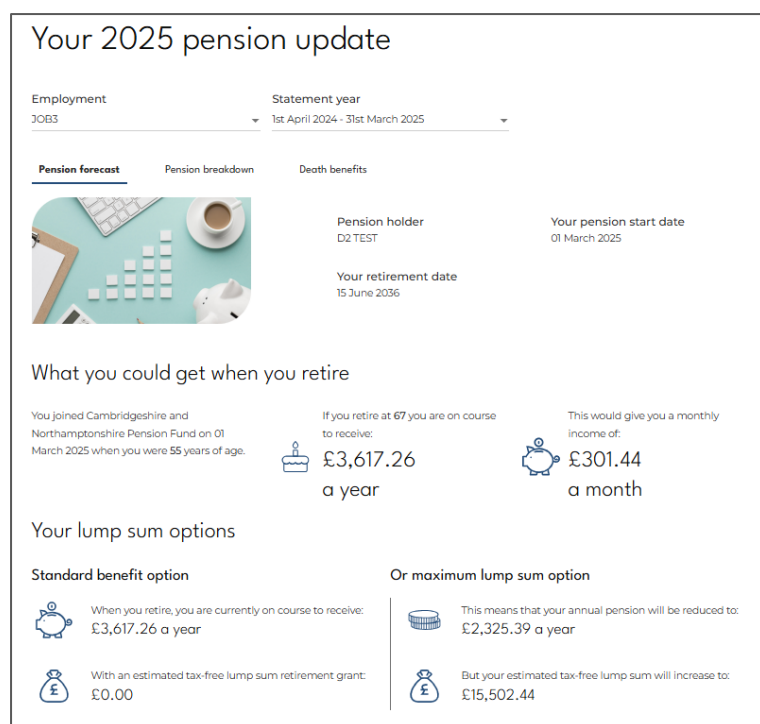 Your 2025 pension update
Employment
Statement year
JOB3
1st April 2024 - 31st March 2025
Pension forecast
Pension breakdown
Death benefits
Pension holder
D2 TEST
Your pension start date
01 March 2025
Your retirement date
15 June 2036
What you could get when you retire
You joined Cambridgeshire and
Northamptonshire Pension Fund on 01
March 2025 when you were 55 years of age.
If you retire at 67 you are on course
to receive:
£3,617.26
a year
This would give you a monthly
income of:
£301.44
a month
Your lump sum options
Standard benefit option
When you retire, you are currently on course to receive:
£3,617.26 a year
With an estimated tax-free lump sum retirement grant:
£0.00
Or maximum lump sum option
This means that your annual pension will be reduced to:
£2,325.39 a year
But your estimated tax-free lump sum will increase to:
£15,502.44